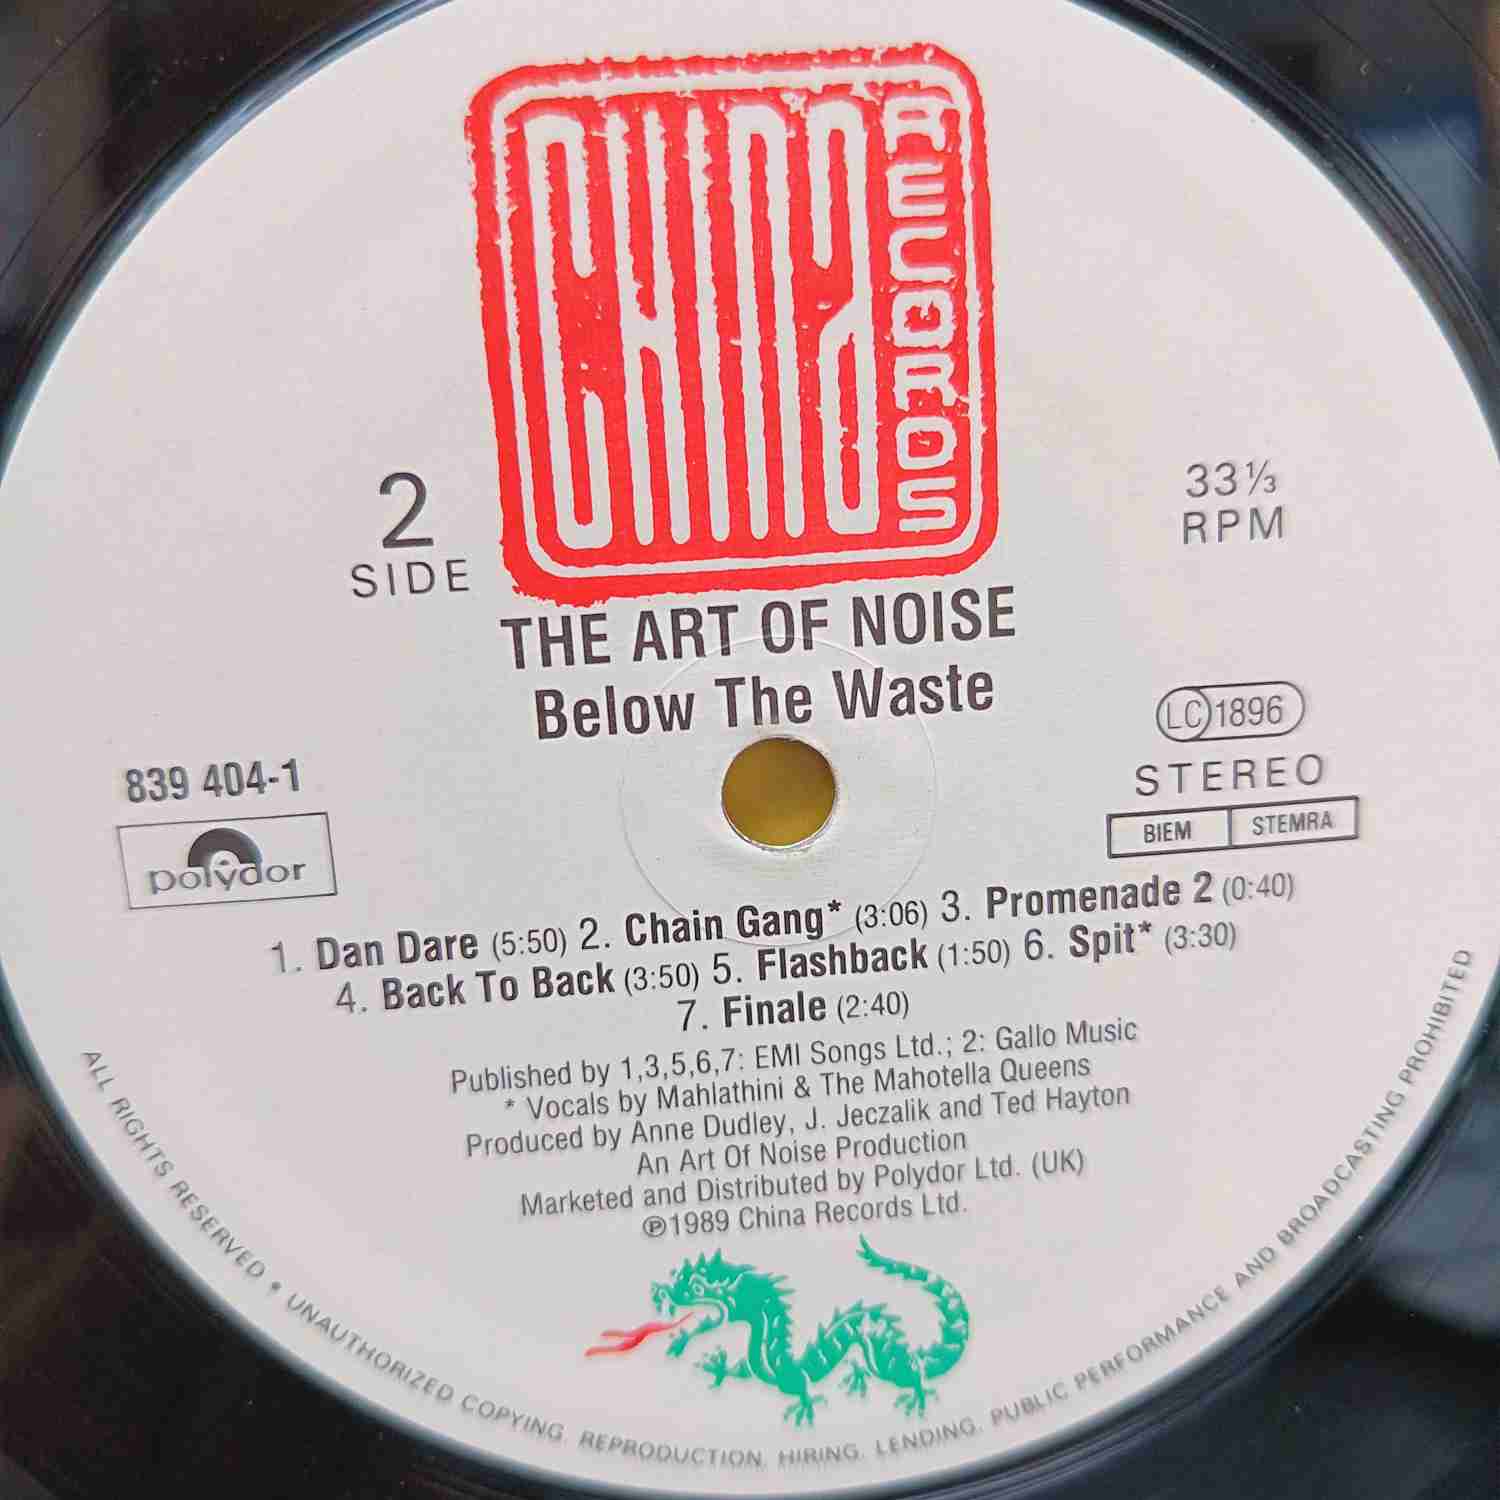 CHINA RECORDS
2
SIDE
33 ⅓
RPM
THE ART OF NOISE
Below The Waste
LC 1896
STEREO
BIEM STEMRA
839 404-1
polydor
1. Dan Dare (5:50) 2. Chain Gang* (3:06) 3. Promenade 2 (0:40)
4. Back To Back (3:50) 5. Flashback (1:50) 6. Spit* (3:30)
7. Finale (2:40)
Published by 1,3,5,6,7: EMI Songs Ltd.; 2: Gallo Music
* Vocals by Mahlathini & The Mahotella Queens
Produced by Anne Dudley, J. Jeczalik and Ted Hayton
An Art Of Noise Production
Marketed and Distributed by Polydor Ltd. (UK)
℗1989 China Records Ltd.
ALL RIGHTS RESERVED • UNAUTHORIZED COPYING, REPRODUCTION, HIRING, LENDING, PUBLIC PERFORMANCE AND BROADCASTING PROHIBITED